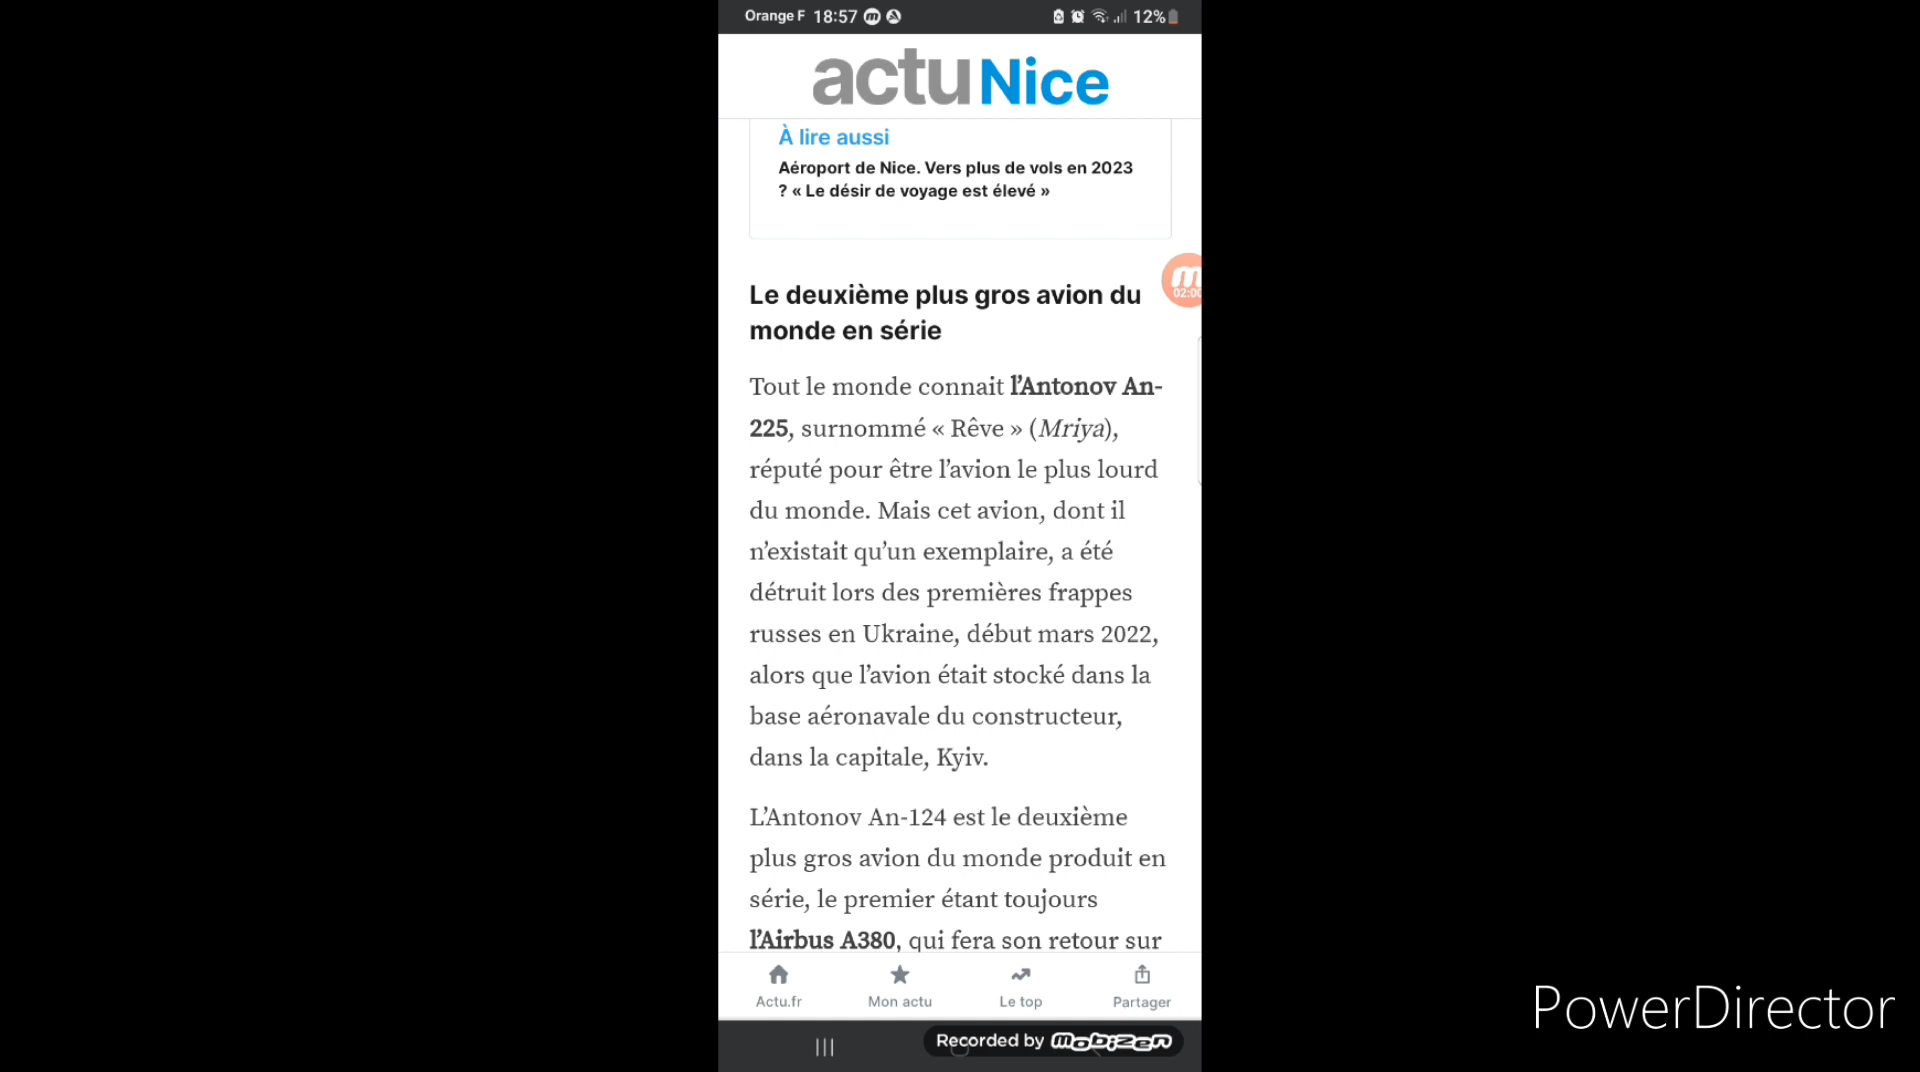 Orange F 18:57 12%
actu Nice
À lire aussi
Aéroport de Nice. Vers plus de vols en 2023
? « Le désir de voyage est élevé »
02:00
Le deuxième plus gros avion du
monde en série
Tout le monde connait l’Antonov An-
225, surnommé « Rêve » (Mriya),
réputé pour être l’avion le plus lourd
du monde. Mais cet avion, dont il
n’existait qu’un exemplaire, a été
détruit lors des premières frappes
russes en Ukraine, début mars 2022,
alors que l’avion était stocké dans la
base aéronavale du constructeur,
dans la capitale, Kyiv.
L’Antonov An-124 est le deuxième
plus gros avion du monde produit en
série, le premier étant toujours
l’Airbus A380, qui fera son retour sur
Actu.fr Mon actu Le top Partager
Recorded by mobizen
PowerDirector